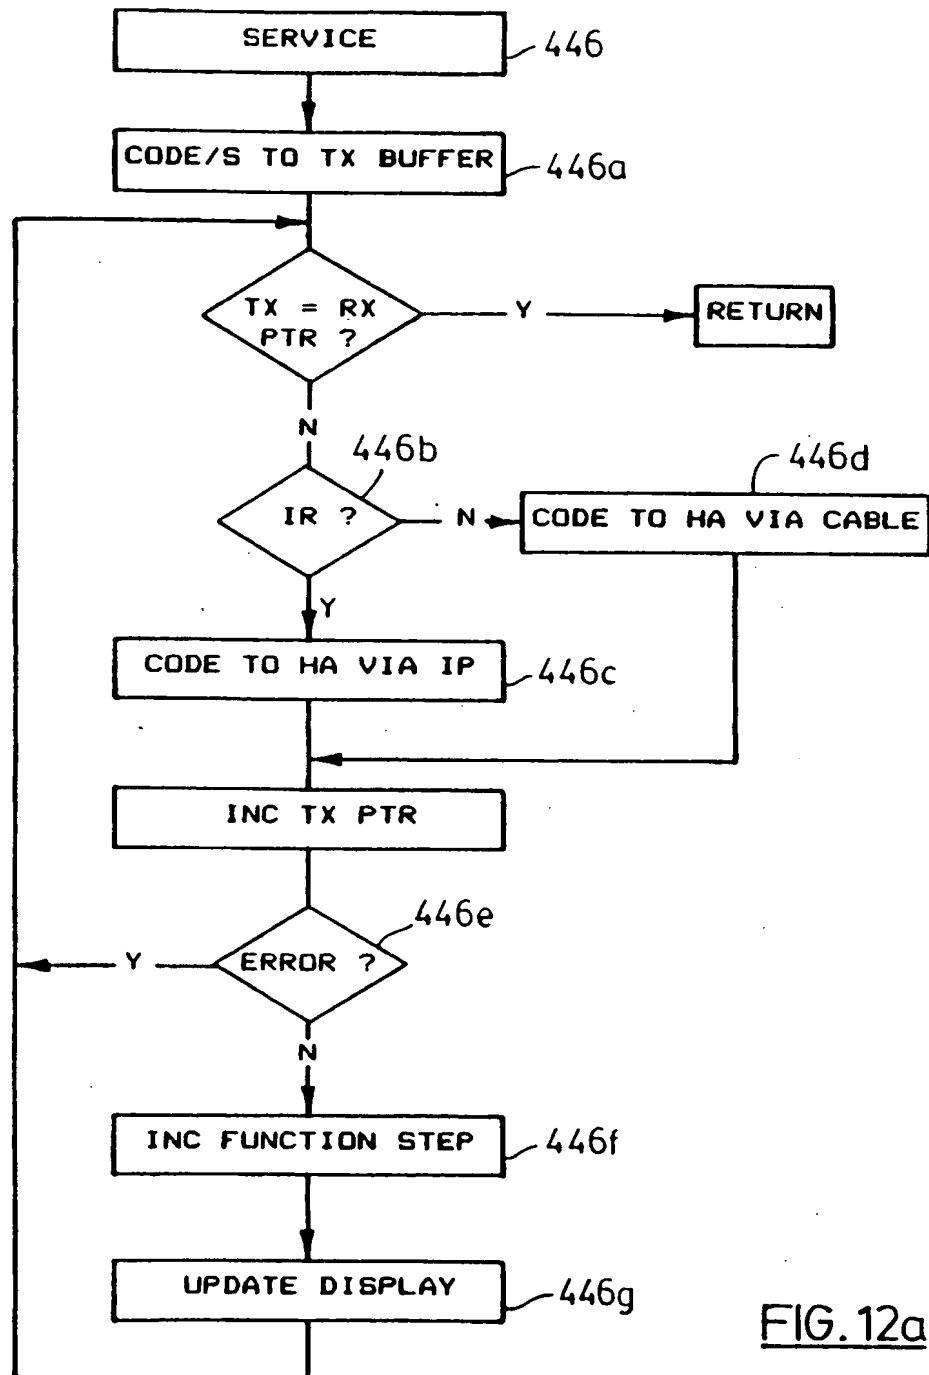 SERVICE
446
CODE/S TO TX BUFFER
446a
TX = RX
PTR ?
Y
RETURN
N
446b
IR ?
N
446d
CODE TO HA VIA CABLE
Y
CODE TO HA VIA IP
446c
INC TX PTR
446e
ERROR ?
Y
N
INC FUNCTION STEP
446f
UPDATE DISPLAY
446g
FIG. 12a